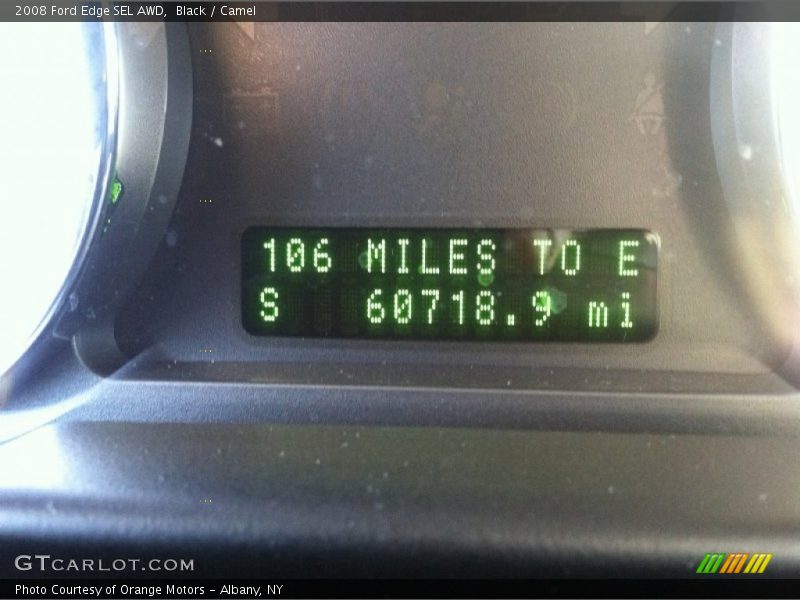 2008 Ford Edge SEL AWD, Black / Camel
106 MILES TO E
S 60718.9 mi
GTCARLOT.COM
Photo Courtesy of Orange Motors - Albany, NY